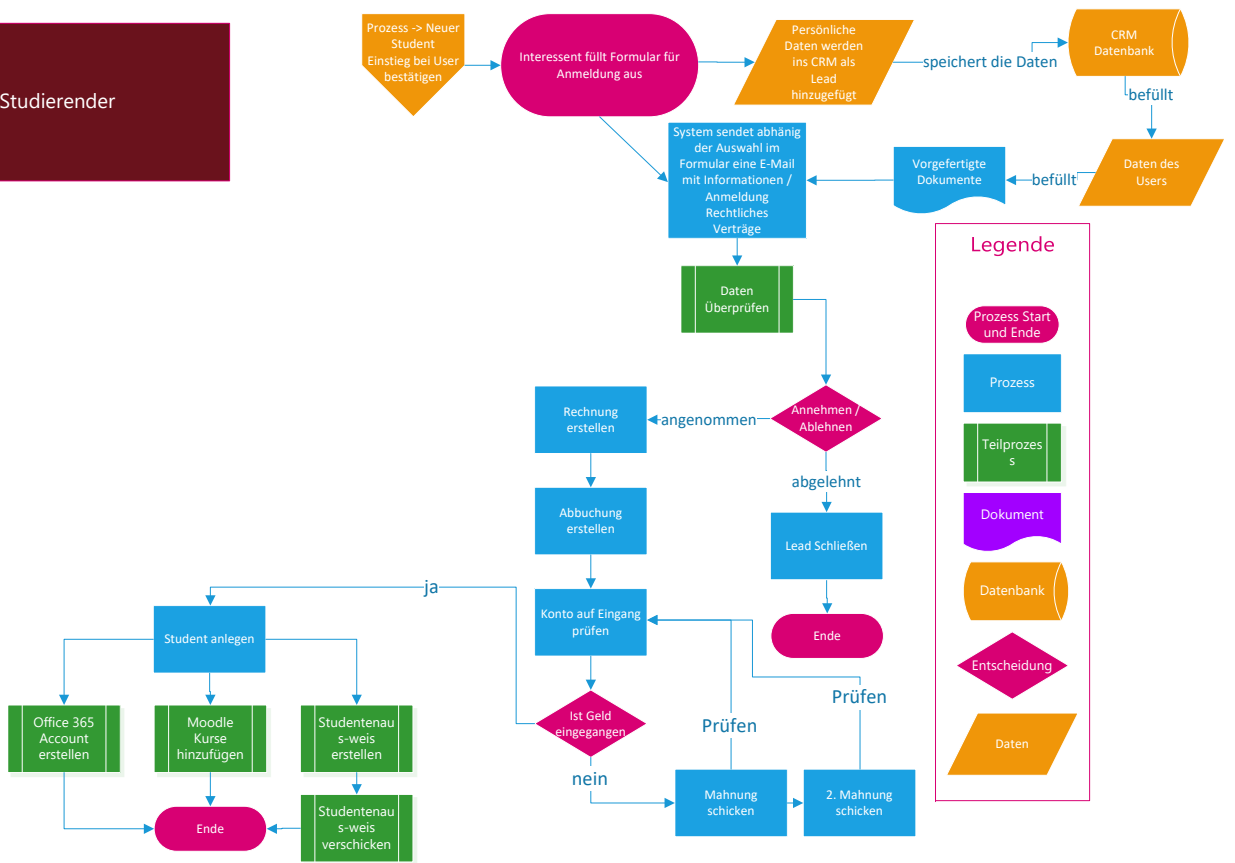 Studierender
Prozess -> Neuer
Student
Einstieg bei User
bestätigen
Interessent füllt Formular für
Anmeldung aus
Persönliche
Daten werden
ins CRM als
Lead
hinzugefügt
speichert die Daten
CRM
Datenbank
befüllt
Daten des
Users
befüllt
Vorgefertigte
Dokumente
System sendet abhänig
der Auswahl im
Formular eine E-Mail
mit Informationen /
Anmeldung
Rechtliches
Verträge
Daten
Überprüfen
Annehmen /
Ablehnen
angenommen
Rechnung
erstellen
abgelehnt
Abbuchung
erstellen
Lead Schließen
Ende
ja
Konto auf Eingang
prüfen
Student anlegen
Ist Geld
eingegangen
Prüfen
Prüfen
nein
Mahnung
schicken
2. Mahnung
schicken
Office 365
Account
erstellen
Moodle
Kurse
hinzufügen
Studentenau
s-weis
erstellen
Ende
Studentenau
s-weis
verschicken
Legende
Prozess Start
und Ende
Prozess
Teilprozes
s
Dokument
Datenbank
Entscheidung
Daten